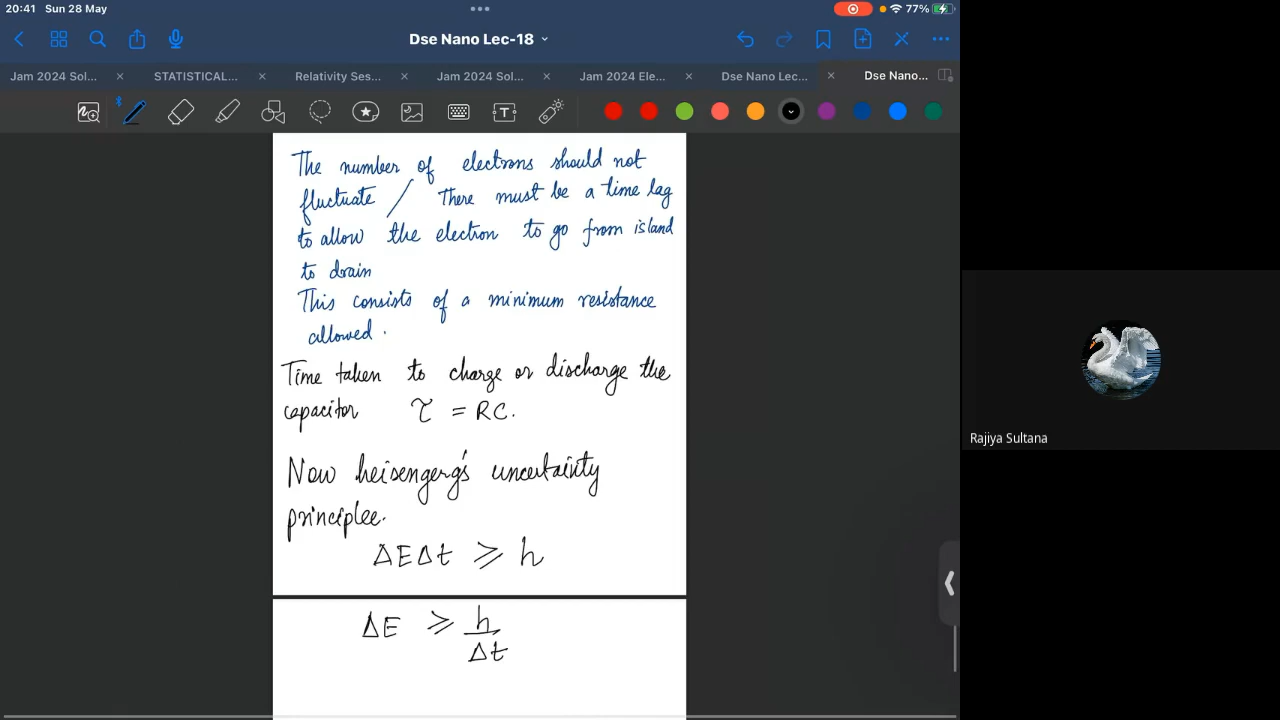 20:41 Sun 28 May
77%
Dse Nano Lec-18
Jam 2024 Sol...
STATISTICAL...
Relativity Ses...
Jam 2024 Sol...
Jam 2024 Ele...
Dse Nano Lec...
Dse Nano...
The number of electrons should not
fluctuate / There must be a time lag
to allow the electron to go from island
to drain
This consists of a minimum resistance
allowed.
Time taken to charge or discharge the
capacitor τ = RC.
Now heisengerg's uncertainty
principlee.
ΔEΔt ≥ h
ΔE ≥ h/Δt
Rajiya Sultana